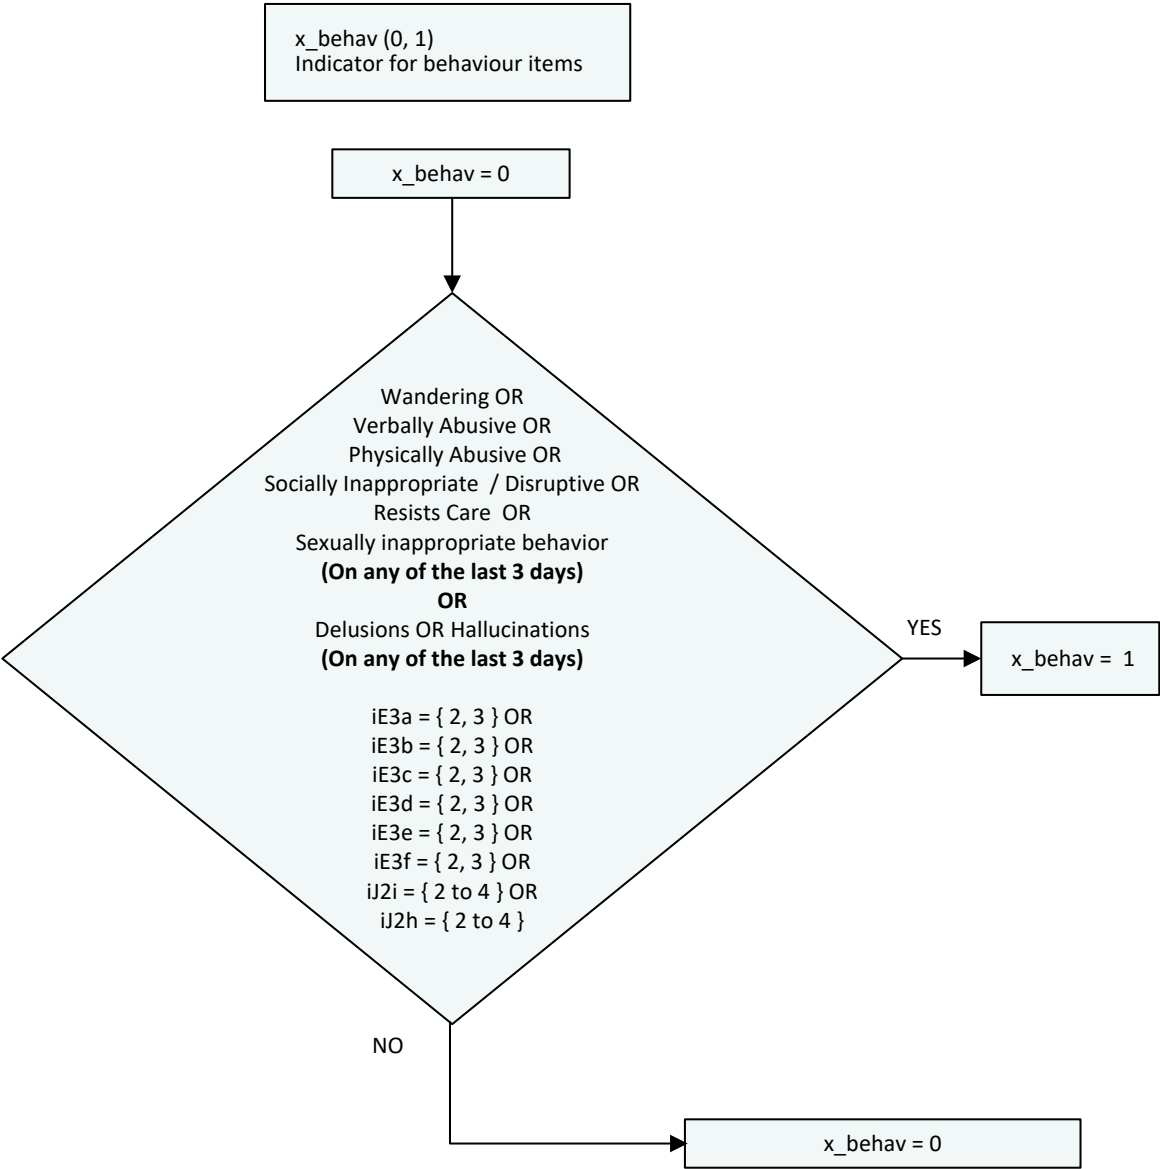 x_behav (0, 1)
Indicator for behaviour items
x_behav = 0
Wandering OR
Verbally Abusive OR
Physically Abusive OR
Socially Inappropriate / Disruptive OR
Resists Care OR
Sexually inappropriate behavior
(On any of the last 3 days)
OR
Delusions OR Hallucinations
(On any of the last 3 days)
iE3a = { 2, 3 } OR
iE3b = { 2, 3 } OR
iE3c = { 2, 3 } OR
iE3d = { 2, 3 } OR
iE3e = { 2, 3 } OR
iE3f = { 2, 3 } OR
iJ2i = { 2 to 4 } OR
iJ2h = { 2 to 4 }
YES
x_behav = 1
NO
x_behav = 0